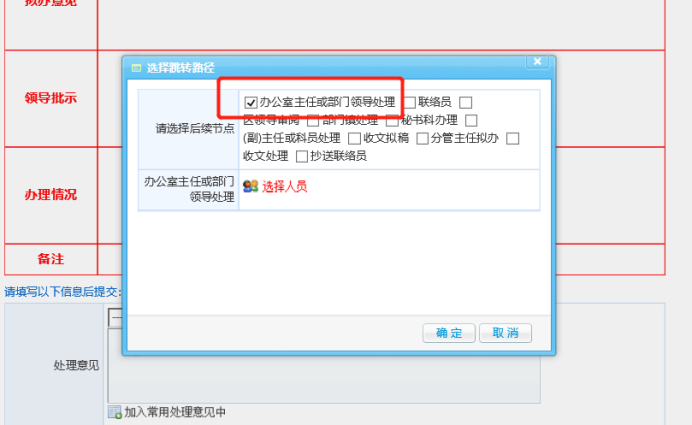 拟办意见
选择跳转路径
领导批示
请选择后续节点
办公室主任或部门领导处理 联络员
区领导审阅 部门镇处理 秘书科办理
(副)主任或科员处理 收文拟稿 分管主任拟办
收文处理 抄送联络员
办理情况
办公室主任或部门
领导处理
选择人员
备注
请填写以下信息后提交:
确定 取消
处理意见
加入常用处理意见中